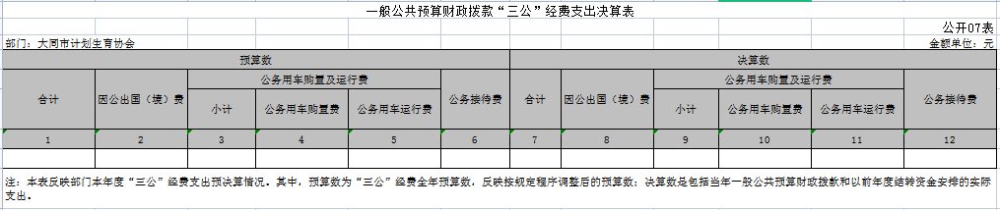 一般公共预算财政拨款“三公”经费支出决算表
公开07表
部门：大同市计划生育协会 金额单位：元
预算数 决算数
合计 因公出国（境）费 公务用车购置及运行费 公务接待费 合计 因公出国（境）费 公务用车购置及运行费 公务接待费
小计 公务用车购置费 公务用车运行费 小计 公务用车购置费 公务用车运行费
1 2 3 4 5 6 7 8 9 10 11 12
注：本表反映部门本年度“三公”经费支出预决算情况。其中，预算数为“三公”经费全年预算数，反映按规定程序调整后的预算数；决算数是包括当年一般公共预算财政拨款和以前年度结转资金安排的实际
支出。